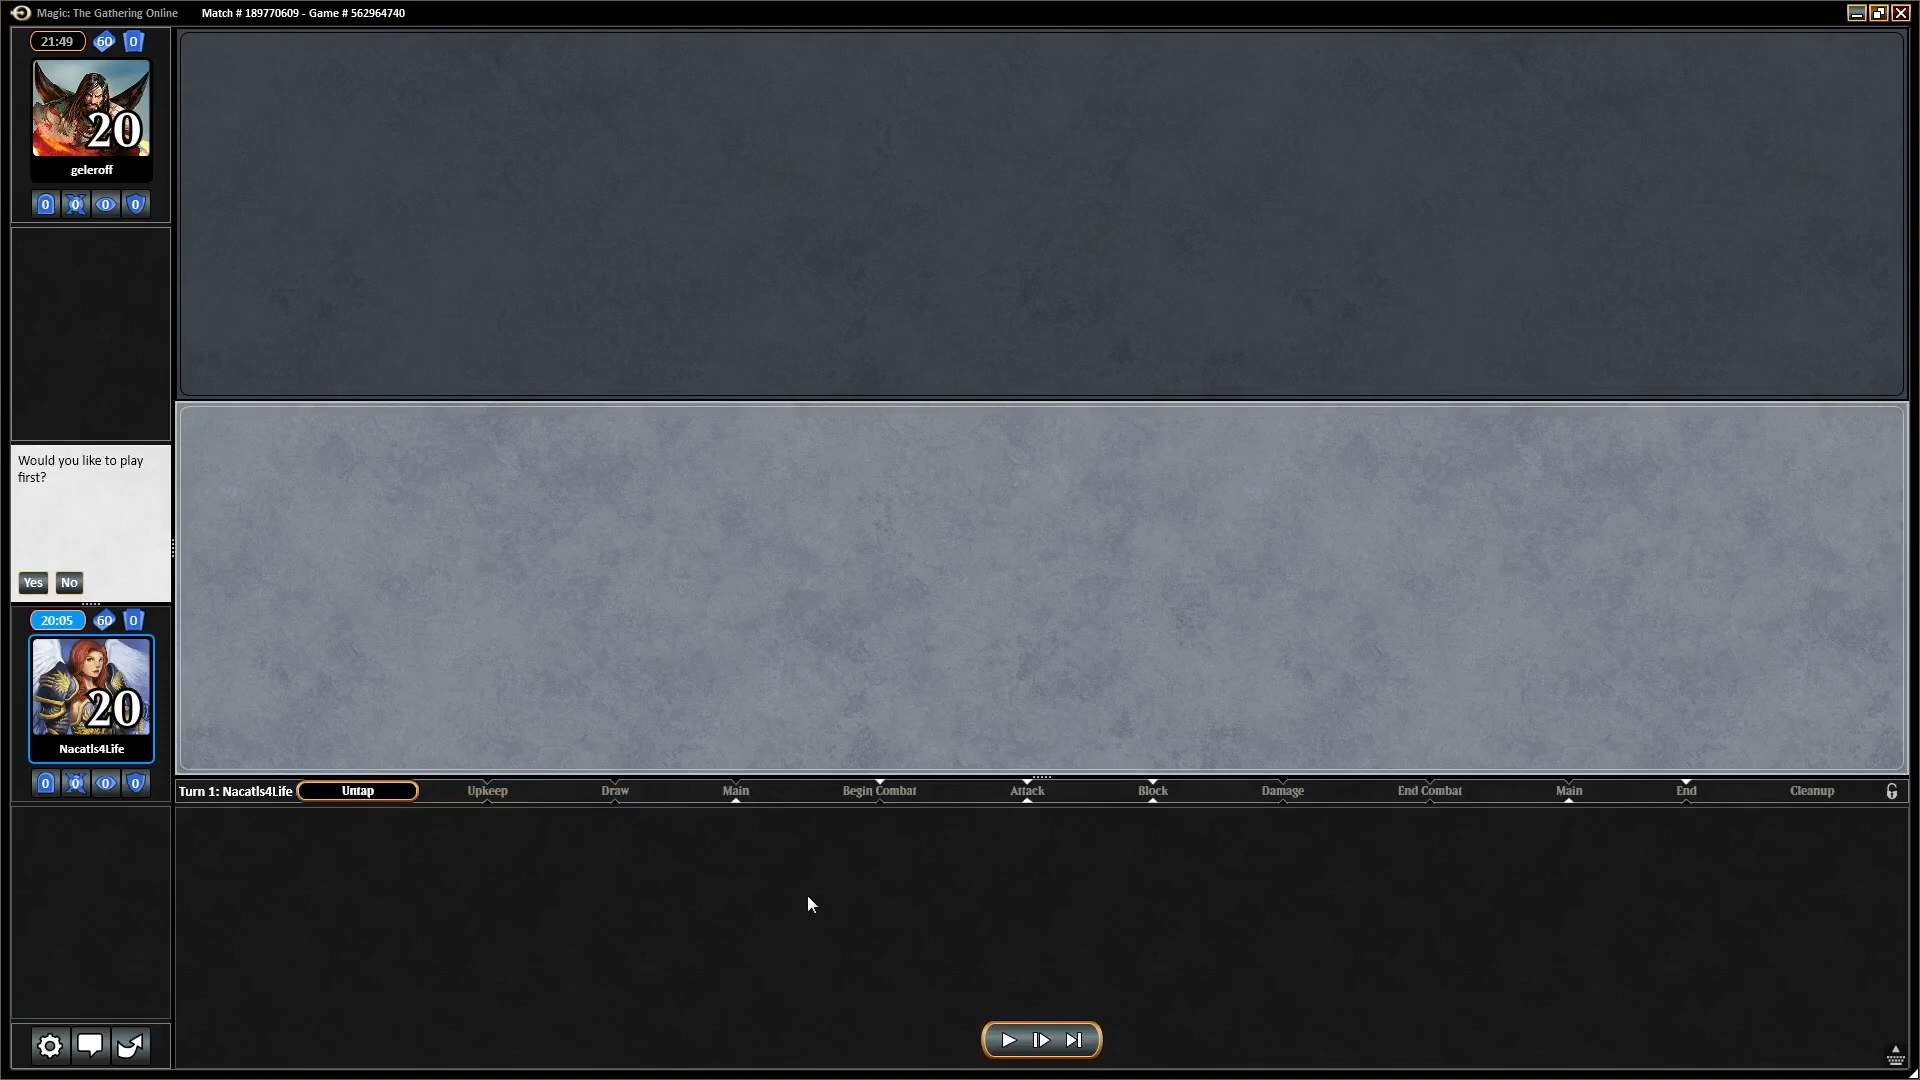 Magic: The Gathering Online Match # 189770609 - Game # 562964740
21:49 60 0
20
geleroff
0 0 0 0
Would you like to play
first?
Yes No
20:05 60 0
20
Nacatls4Life
0 0 0 0
Turn 1: Nacatls4Life Untap Upkeep Draw Main Begin Combat Attack Block Damage End Combat Main End Cleanup